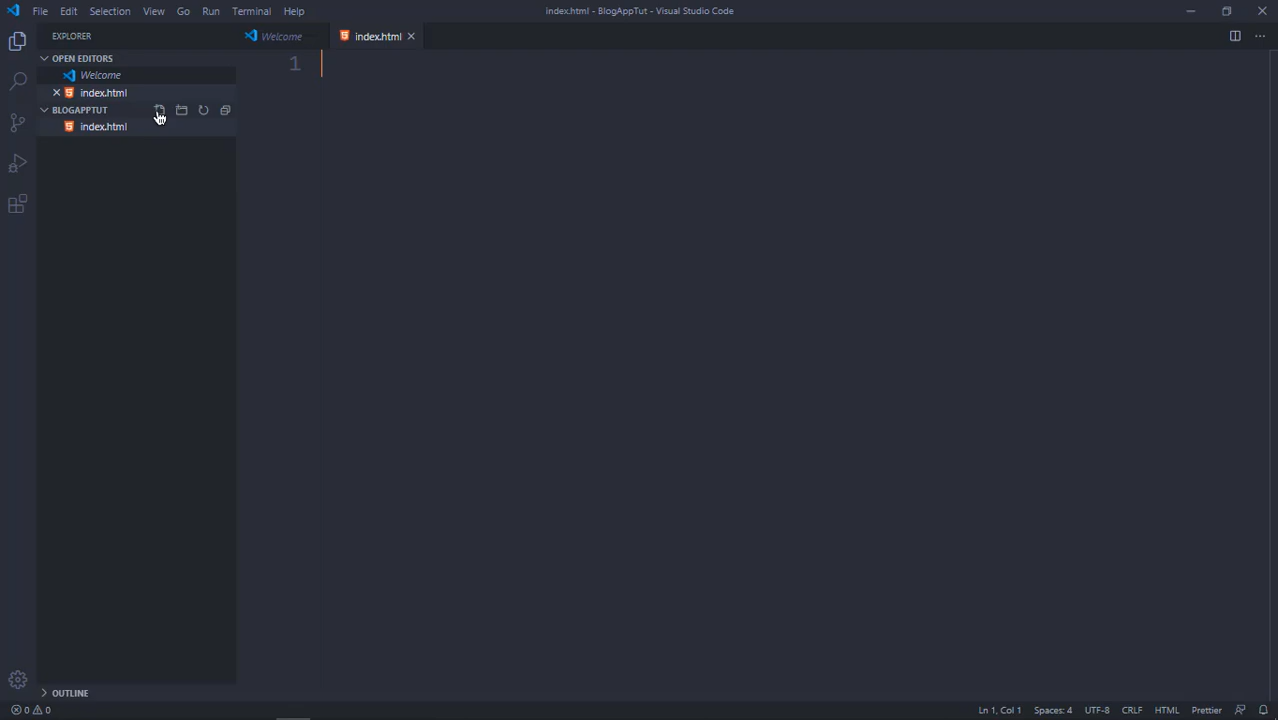 File Edit Selection View Go Run Terminal Help index.html - BlogAppTut - Visual Studio Code
EXPLORER Welcome index.html
OPEN EDITORS
Welcome
index.html
BLOGAPPTUT
index.html
1
OUTLINE
0 0 Ln 1, Col 1 Spaces: 4 UTF-8 CRLF HTML Prettier